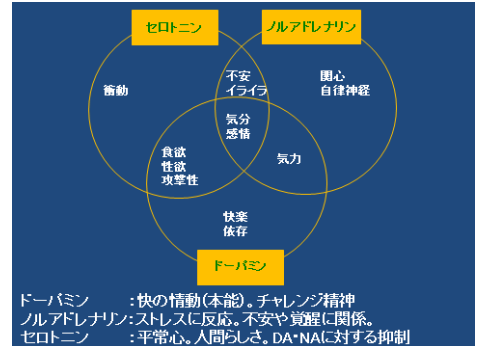 セロトニン
ノルアドレナリン
衝動
不安
イライラ
関心
自律神経
気分
感情
食欲
性欲
攻撃性
気力
快楽
依存
ドーパミン
ドーパミン　　：快の情動(本能)。チャレンジ精神
ノルアドレナリン：ストレスに反応。不安や覚醒に関係。
セロトニン　　：平常心。人間らしさ。DA・NAに対する抑制